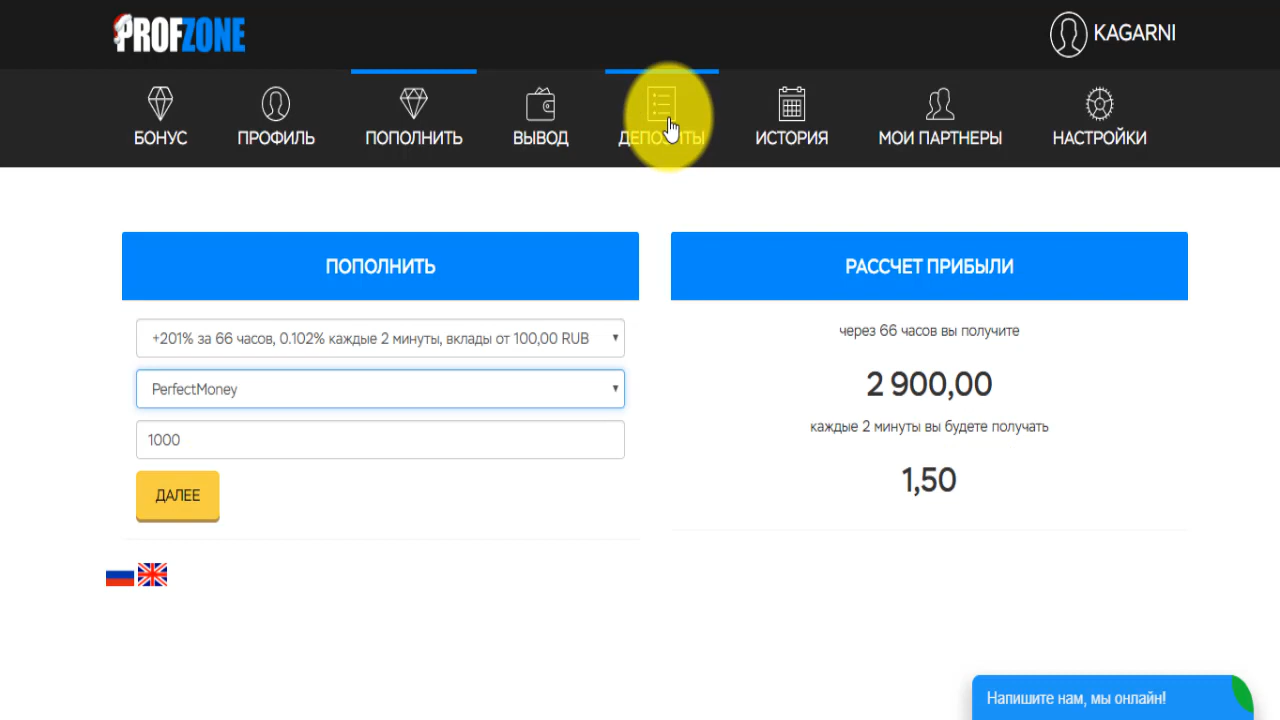 PROFZONE
KAGARNI
БОНУС
ПРОФИЛЬ
ПОПОЛНИТЬ
ВЫВОД
ДЕПОЗИТЫ
ИСТОРИЯ
МОИ ПАРТНЕРЫ
НАСТРОЙКИ
ПОПОЛНИТЬ
+201% за 66 часов, 0.102% каждые 2 минуты, вклады от 100,00 RUB
PerfectMoney
1000
ДАЛЕЕ
РАССЧЕТ ПРИБЫЛИ
через 66 часов вы получите
2 900,00
каждые 2 минуты вы будете получать
1,50
Напишите нам, мы онлайн!